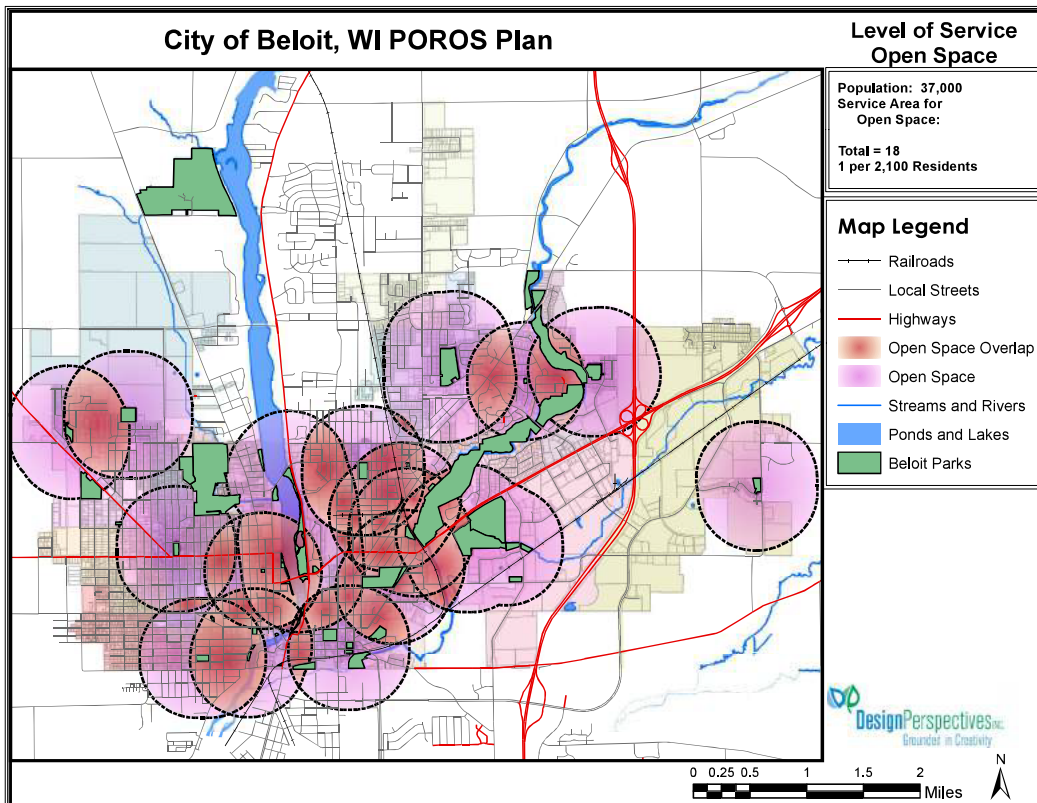 City of Beloit, WI POROS Plan
Level of Service
Open Space
Population: 37,000
Service Area for
Open Space:
Total = 18
1 per 2,100 Residents
Map Legend
Railroads
Local Streets
Highways
Open Space Overlap
Open Space
Streams and Rivers
Ponds and Lakes
Beloit Parks
DesignPerspectives INC.
Grounded in Creativity
N
0 0.25 0.5 1 1.5 2
Miles